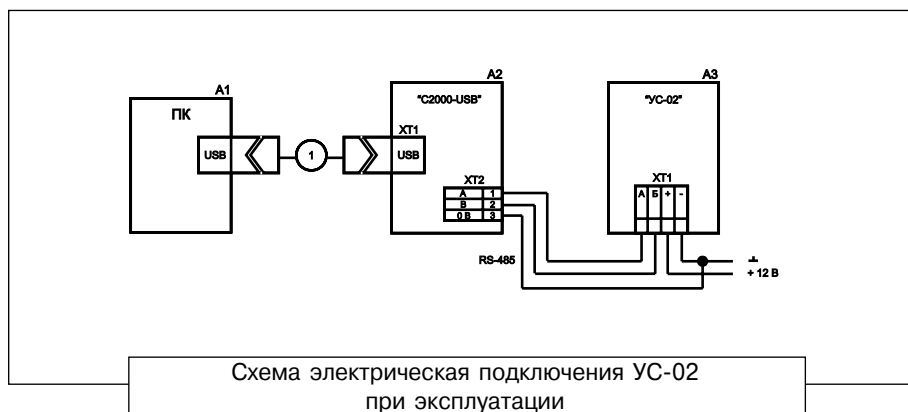 A1
ПК
USB
1
A2
"C2000-USB"
XT1
USB
XT2
A 1
B 2
0 B 3
RS-485
A3
"УС-02"
XT1
А Б + -
⊥
+ 12 В
Схема электрическая подключения УС-02
при эксплуатации